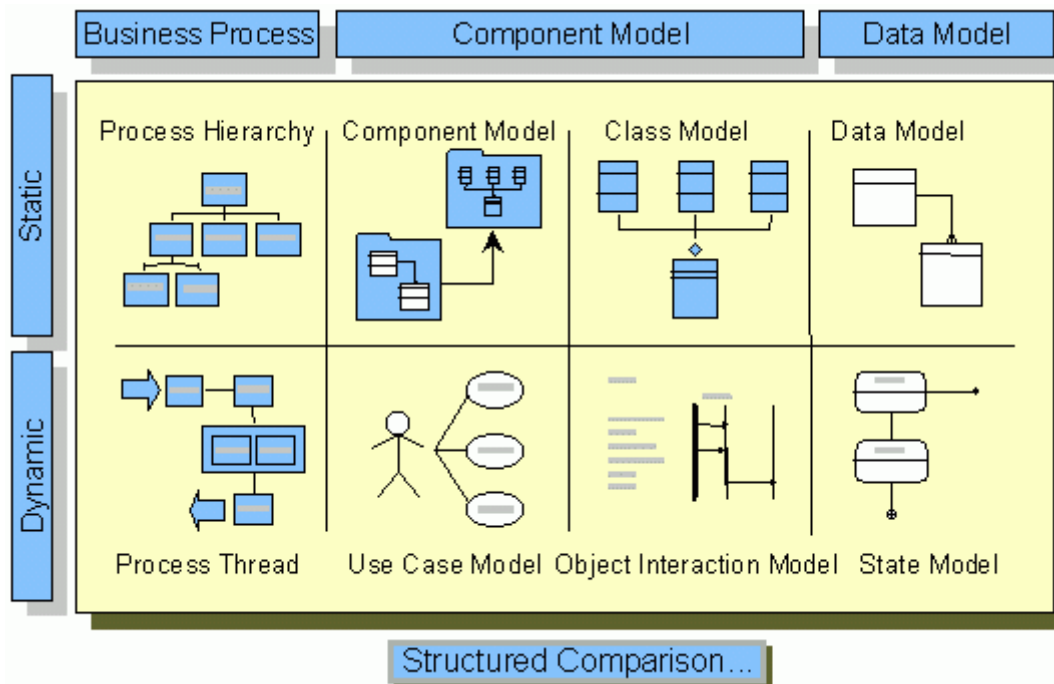 Business Process
Component Model
Data Model
Static
Process Hierarchy
Component Model
Class Model
Data Model
Dynamic
Process Thread
Use Case Model
Object Interaction Model
State Model
Structured Comparison...